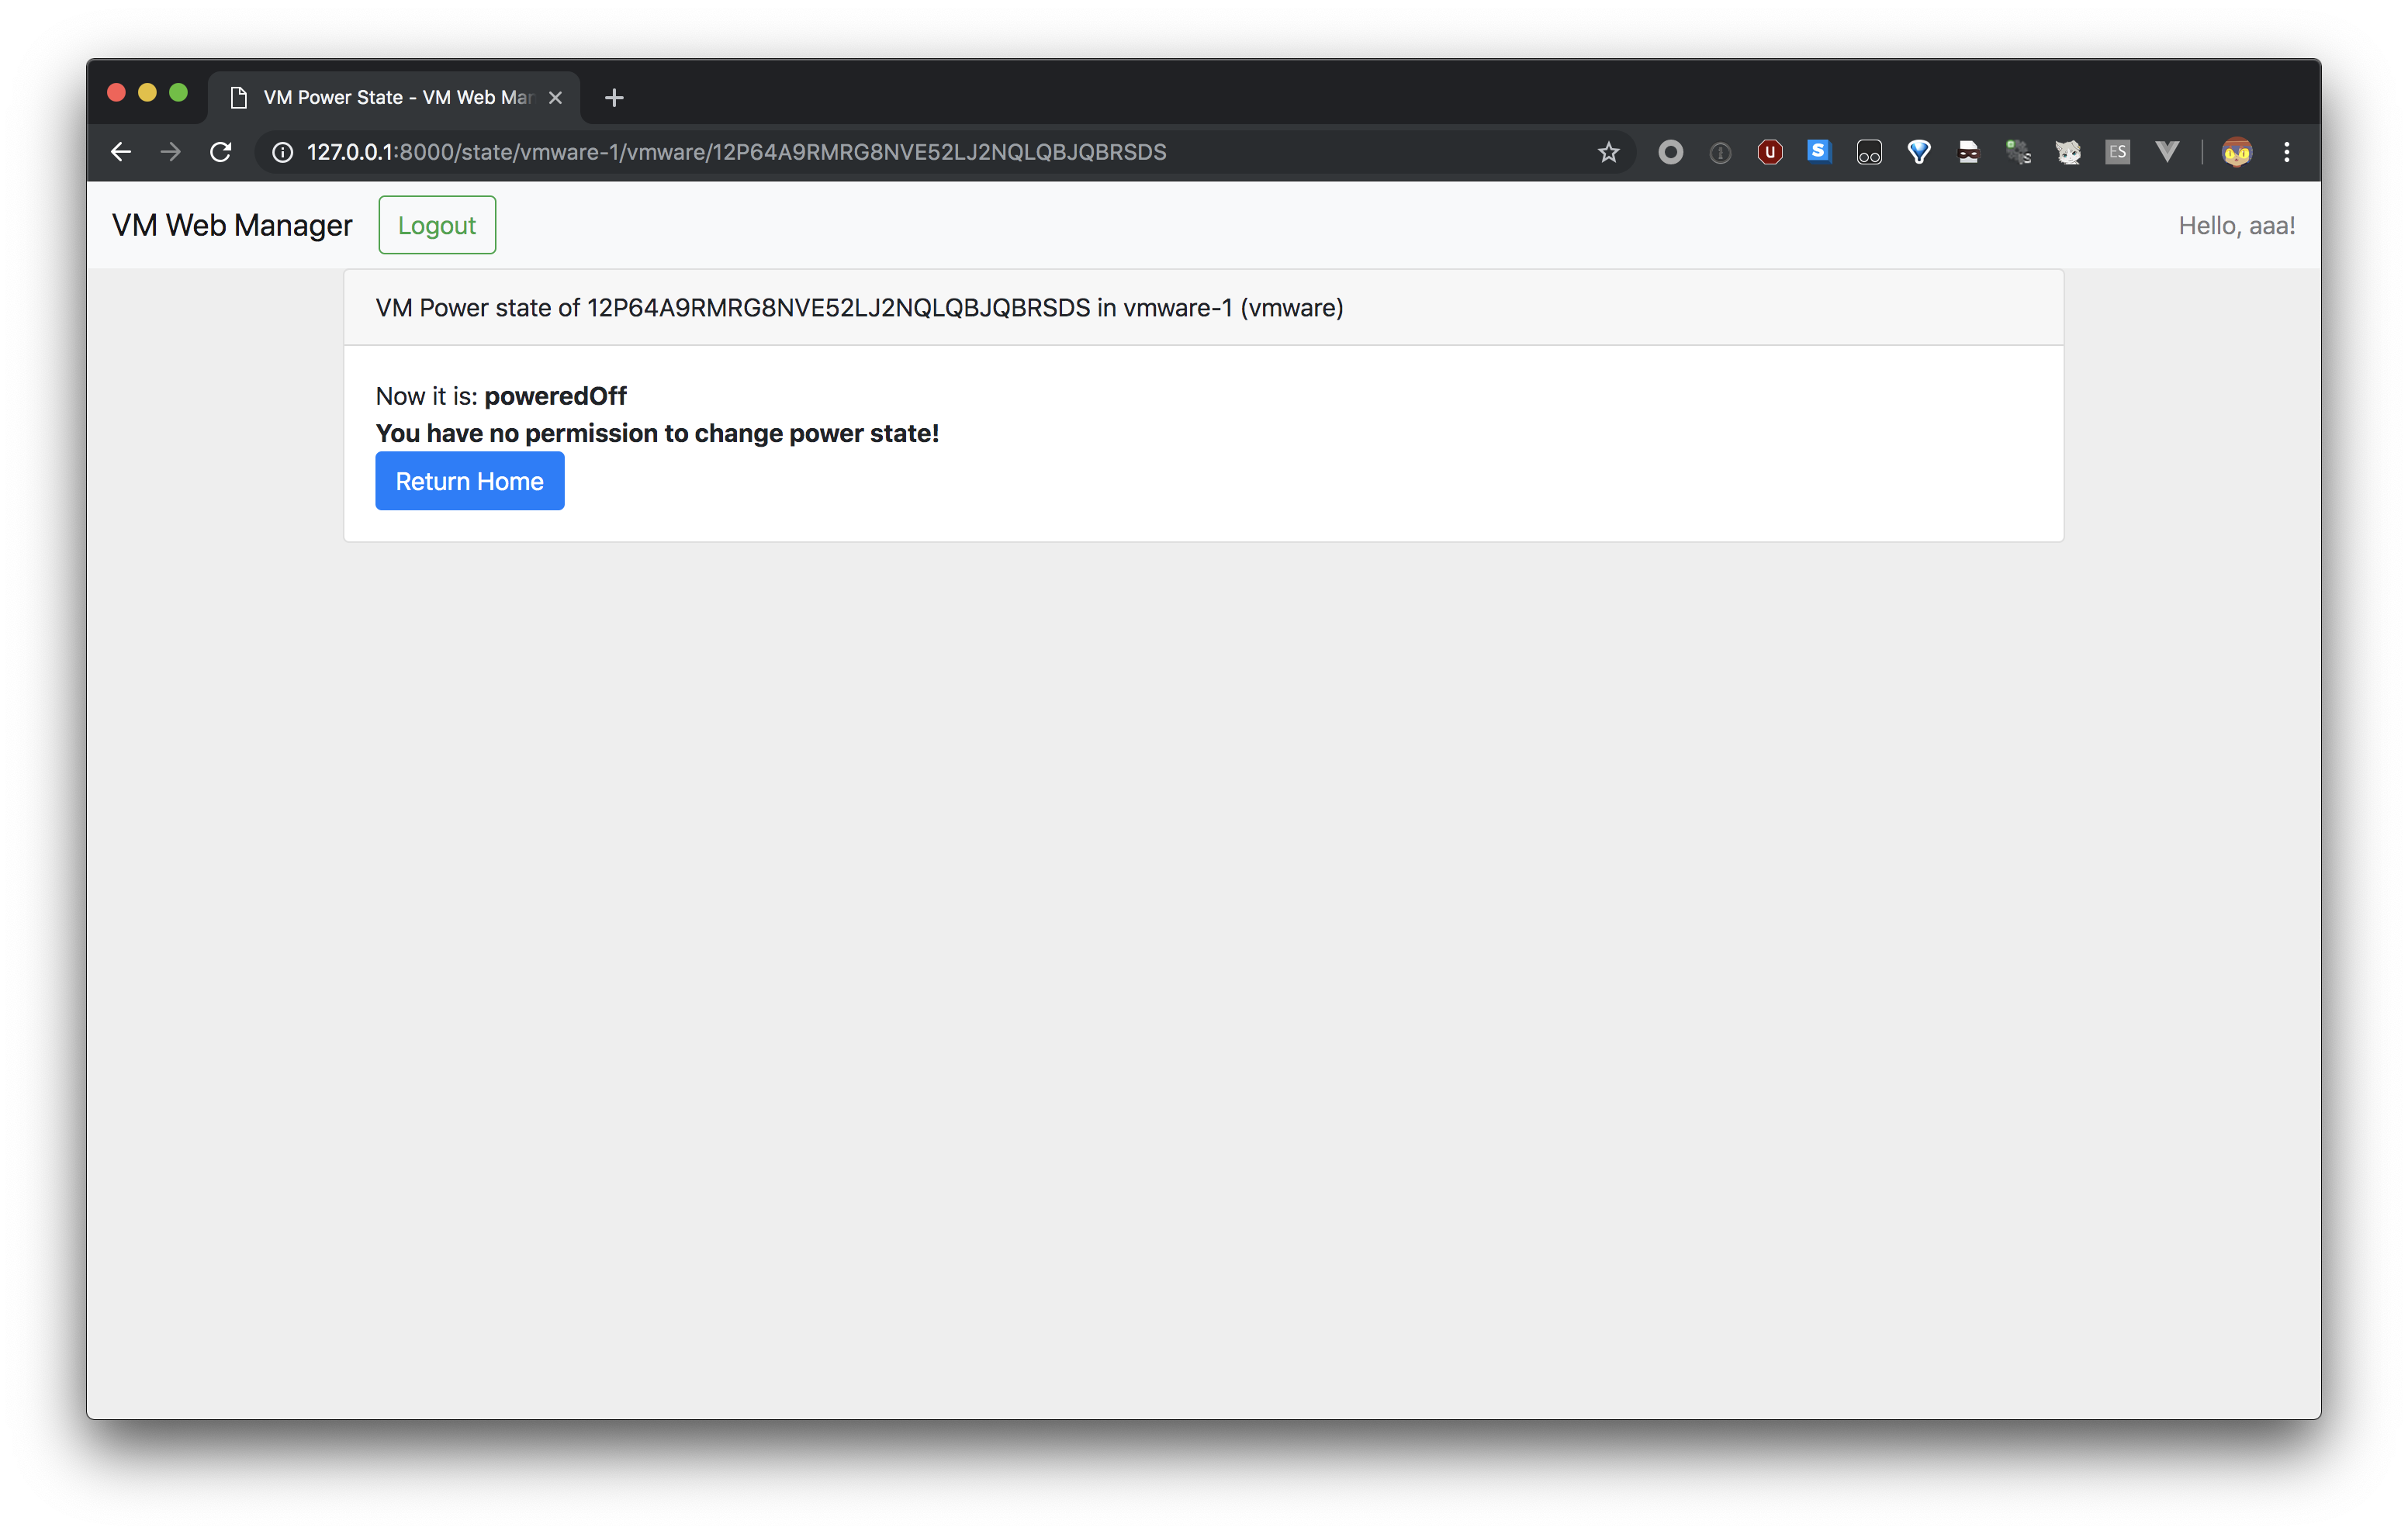 VM Power State - VM Web Mar
127.0.0.1:8000/state/vmware-1/vmware/12P64A9RMRG8NVE52LJ2NQLQBJQBRSDS
S
ES
VM Web Manager Logout Hello, aaa!
VM Power state of 12P64A9RMRG8NVE52LJ2NQLQBJQBRSDS in vmware-1 (vmware)
Now it is: poweredOff
You have no permission to change power state!
Return Home